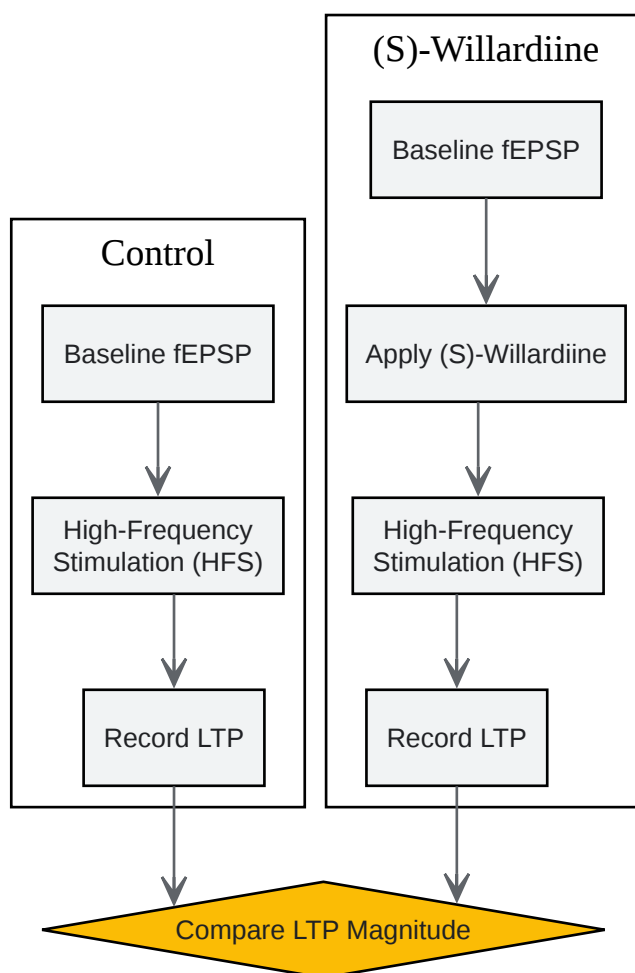 Control
Baseline fEPSP
High-Frequency
Stimulation (HFS)
Record LTP
(S)-Willardiine
Baseline fEPSP
Apply (S)-Willardiine
High-Frequency
Stimulation (HFS)
Record LTP
Compare LTP Magnitude